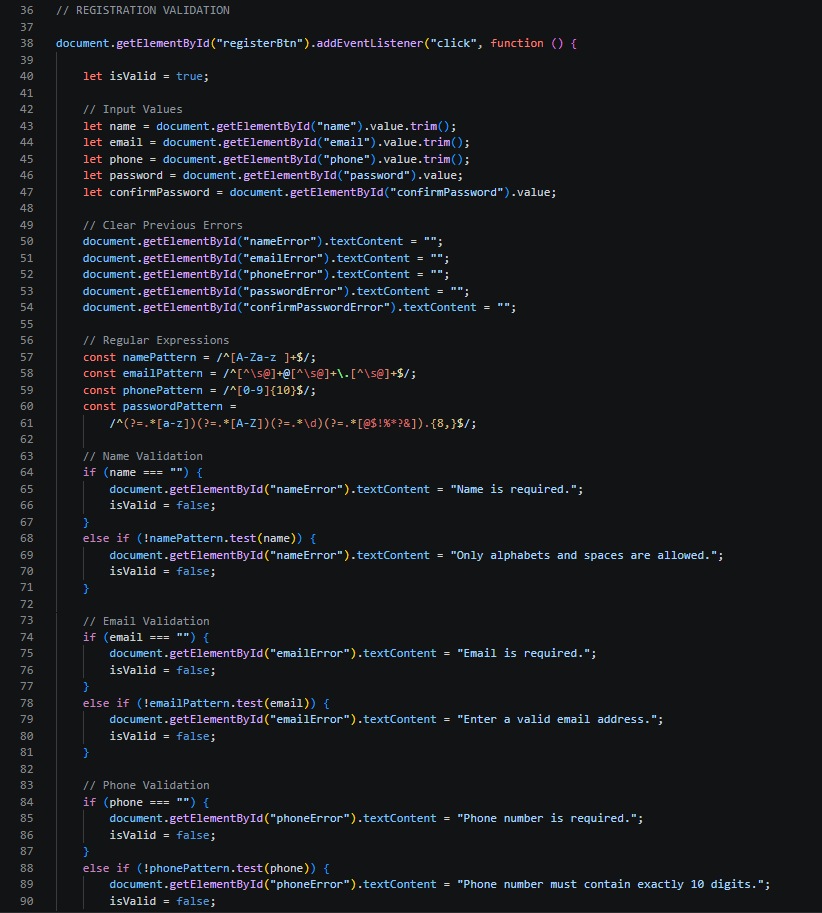 36 // REGISTRATION VALIDATION
37
38 document.getElementById("registerBtn").addEventListener("click", function () {
39
40     let isValid = true;
41
42     // Input Values
43     let name = document.getElementById("name").value.trim();
44     let email = document.getElementById("email").value.trim();
45     let phone = document.getElementById("phone").value.trim();
46     let password = document.getElementById("password").value;
47     let confirmPassword = document.getElementById("confirmPassword").value;
48
49     // Clear Previous Errors
50     document.getElementById("nameError").textContent = "";
51     document.getElementById("emailError").textContent = "";
52     document.getElementById("phoneError").textContent = "";
53     document.getElementById("passwordError").textContent = "";
54     document.getElementById("confirmPasswordError").textContent = "";
55
56     // Regular Expressions
57     const namePattern = /^[A-Za-z ]+$/;
58     const emailPattern = /^[^\s@]+@[^\s@]+\.[^\s@]+$/;
59     const phonePattern = /^[0-9]{10}$/;
60     const passwordPattern =
61         /^(?=.*[a-z])(?=.*[A-Z])(?=.*\d)(?=.*[@$!%*?&]).{8,}$/;
62
63     // Name Validation
64     if (name === "") {
65         document.getElementById("nameError").textContent = "Name is required.";
66         isValid = false;
67     }
68     else if (!namePattern.test(name)) {
69         document.getElementById("nameError").textContent = "Only alphabets and spaces are allowed.";
70         isValid = false;
71     }
72
73     // Email Validation
74     if (email === "") {
75         document.getElementById("emailError").textContent = "Email is required.";
76         isValid = false;
77     }
78     else if (!emailPattern.test(email)) {
79         document.getElementById("emailError").textContent = "Enter a valid email address.";
80         isValid = false;
81     }
82
83     // Phone Validation
84     if (phone === "") {
85         document.getElementById("phoneError").textContent = "Phone number is required.";
86         isValid = false;
87     }
88     else if (!phonePattern.test(phone)) {
89         document.getElementById("phoneError").textContent = "Phone number must contain exactly 10 digits.";
90         isValid = false;